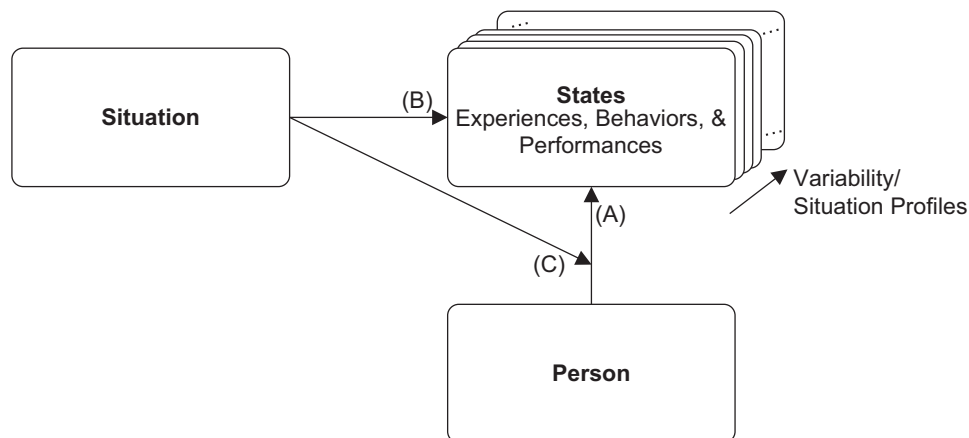 Situation
(B)
States
Experiences, Behaviors, &
Performances
...
...
...
Variability/
Situation Profiles
(A)
(C)
Person